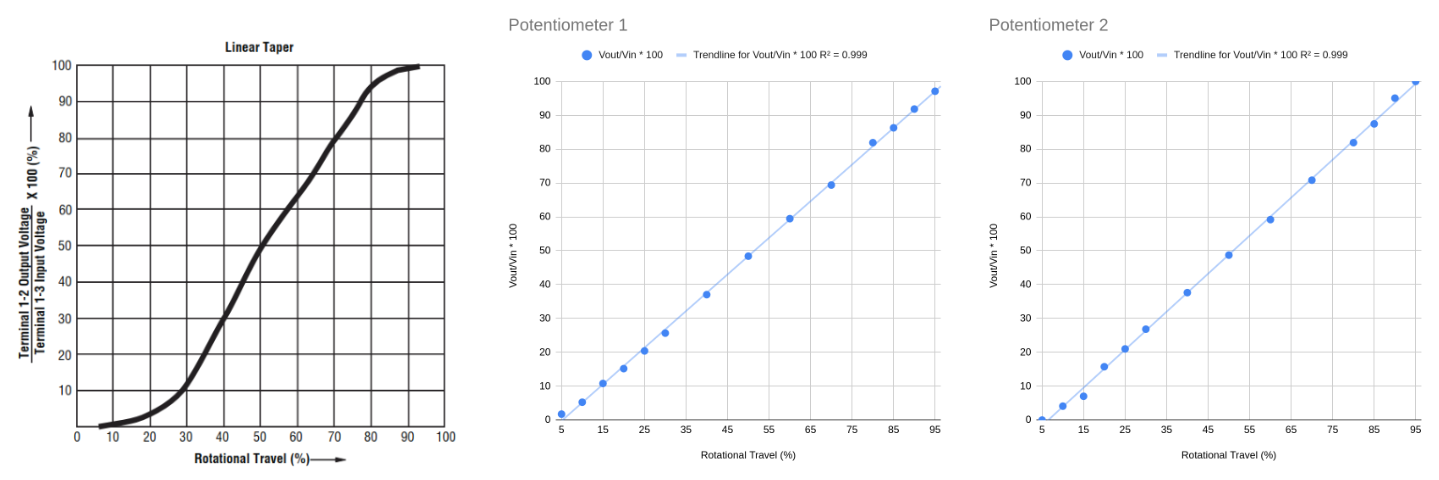 Linear Taper
100
90
80
70
60
50
40
30
20
10
0 10 20 30 40 50 60 70 80 90 100
Terminal 1-2 Output Voltage
Terminal 1-3 Input Voltage
X 100 (%)
Rotational Travel (%)
Potentiometer 1
Vout/Vin * 100 Trendline for Vout/Vin * 100 R² = 0.999
100
90
80
70
60
50
40
30
20
10
0
5 15 25 35 45 55 65 75 85 95
Vout/Vin * 100
Rotational Travel (%)
Potentiometer 2
Vout/Vin * 100 Trendline for Vout/Vin * 100 R² = 0.999
100
90
80
70
60
50
40
30
20
10
0
5 15 25 35 45 55 65 75 85 95
Vout/Vin * 100
Rotational Travel (%)